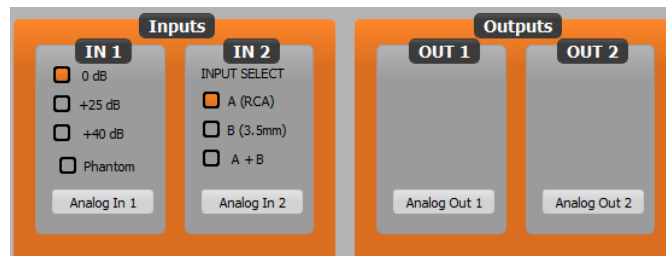 Inputs
IN 1
0 dB
+25 dB
+40 dB
Phantom
Analog In 1
IN 2
INPUT SELECT
A (RCA)
B (3.5mm)
A + B
Analog In 2
Outputs
OUT 1
Analog Out 1
OUT 2
Analog Out 2